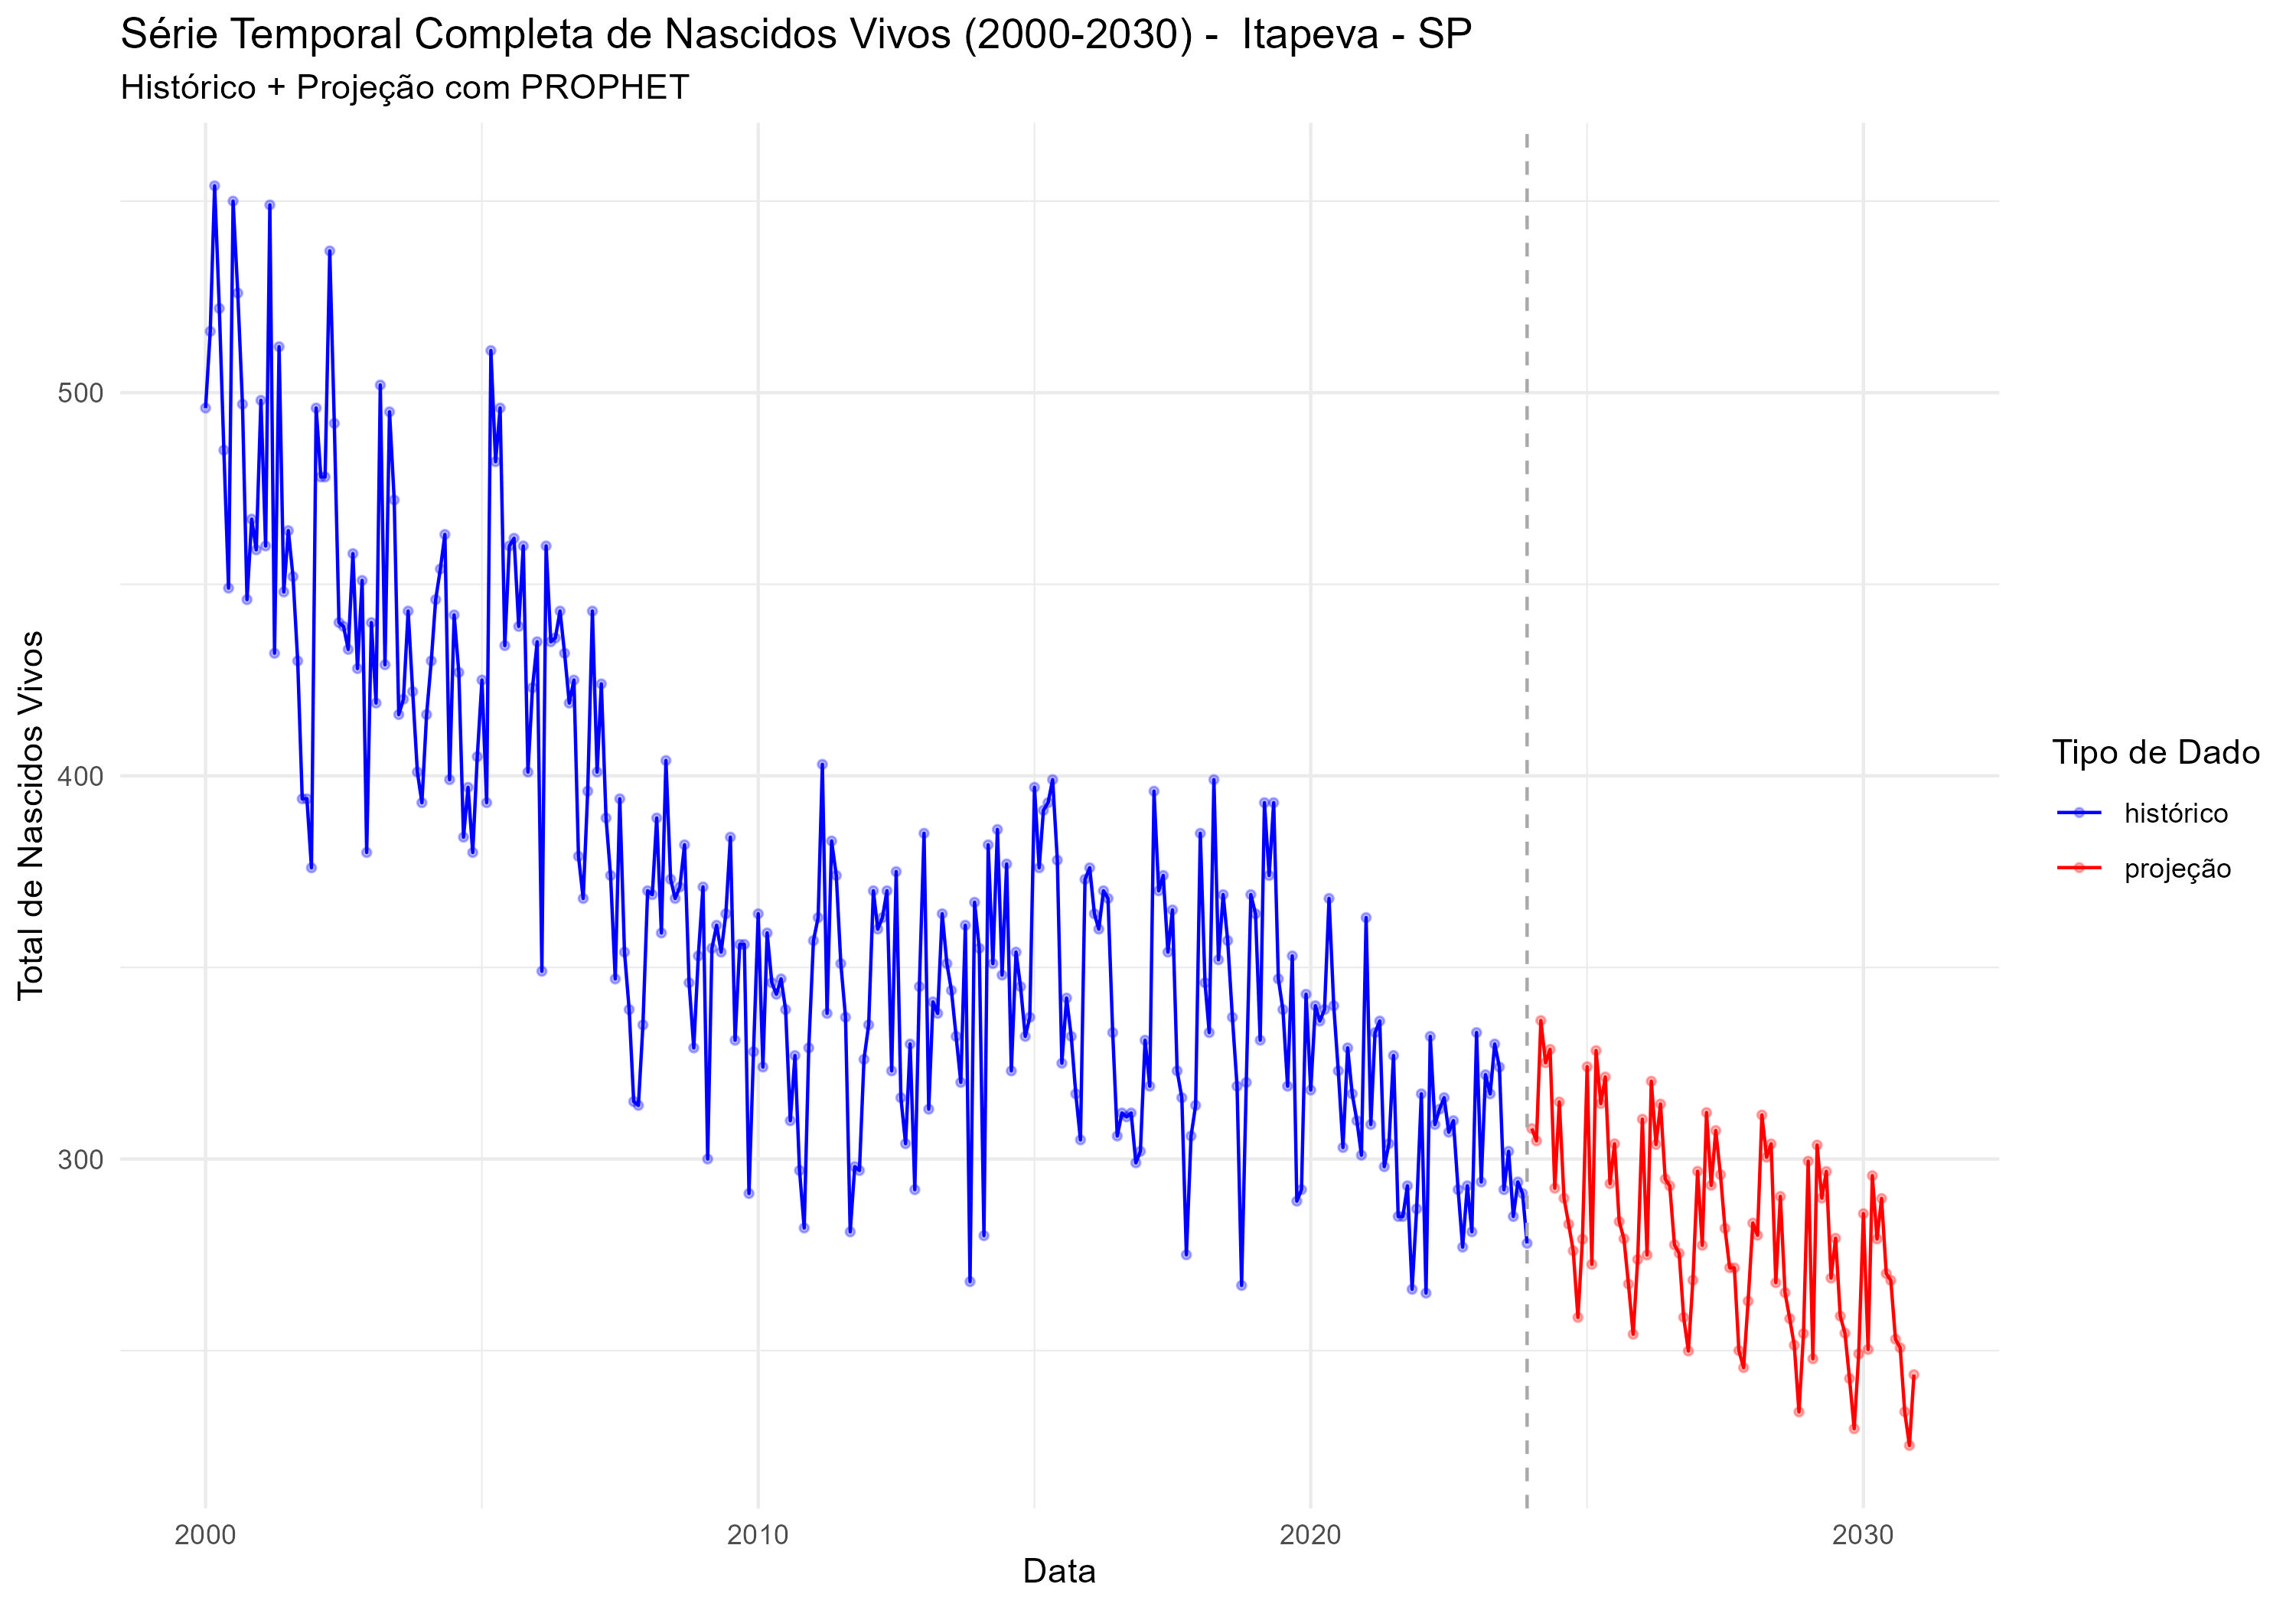 Série Temporal Completa de Nascidos Vivos (2000-2030) -  Itapeva - SP
Histórico + Projeção com PROPHET
Total de Nascidos Vivos
500
400
300
2000
2010
2020
2030
Data
Tipo de Dado
histórico
projeção